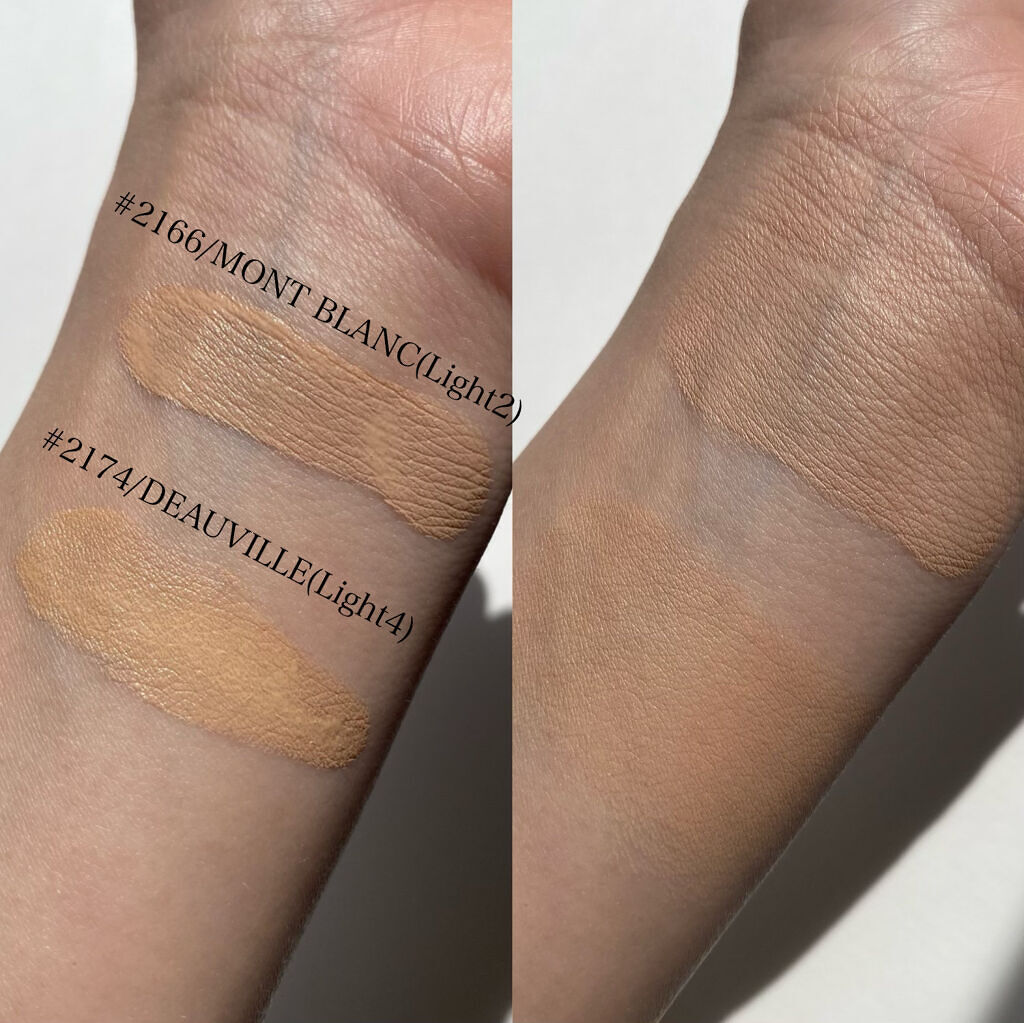 #2166/MONT BLANC(Light2)
#2174/DEAUVILLE(Light4)